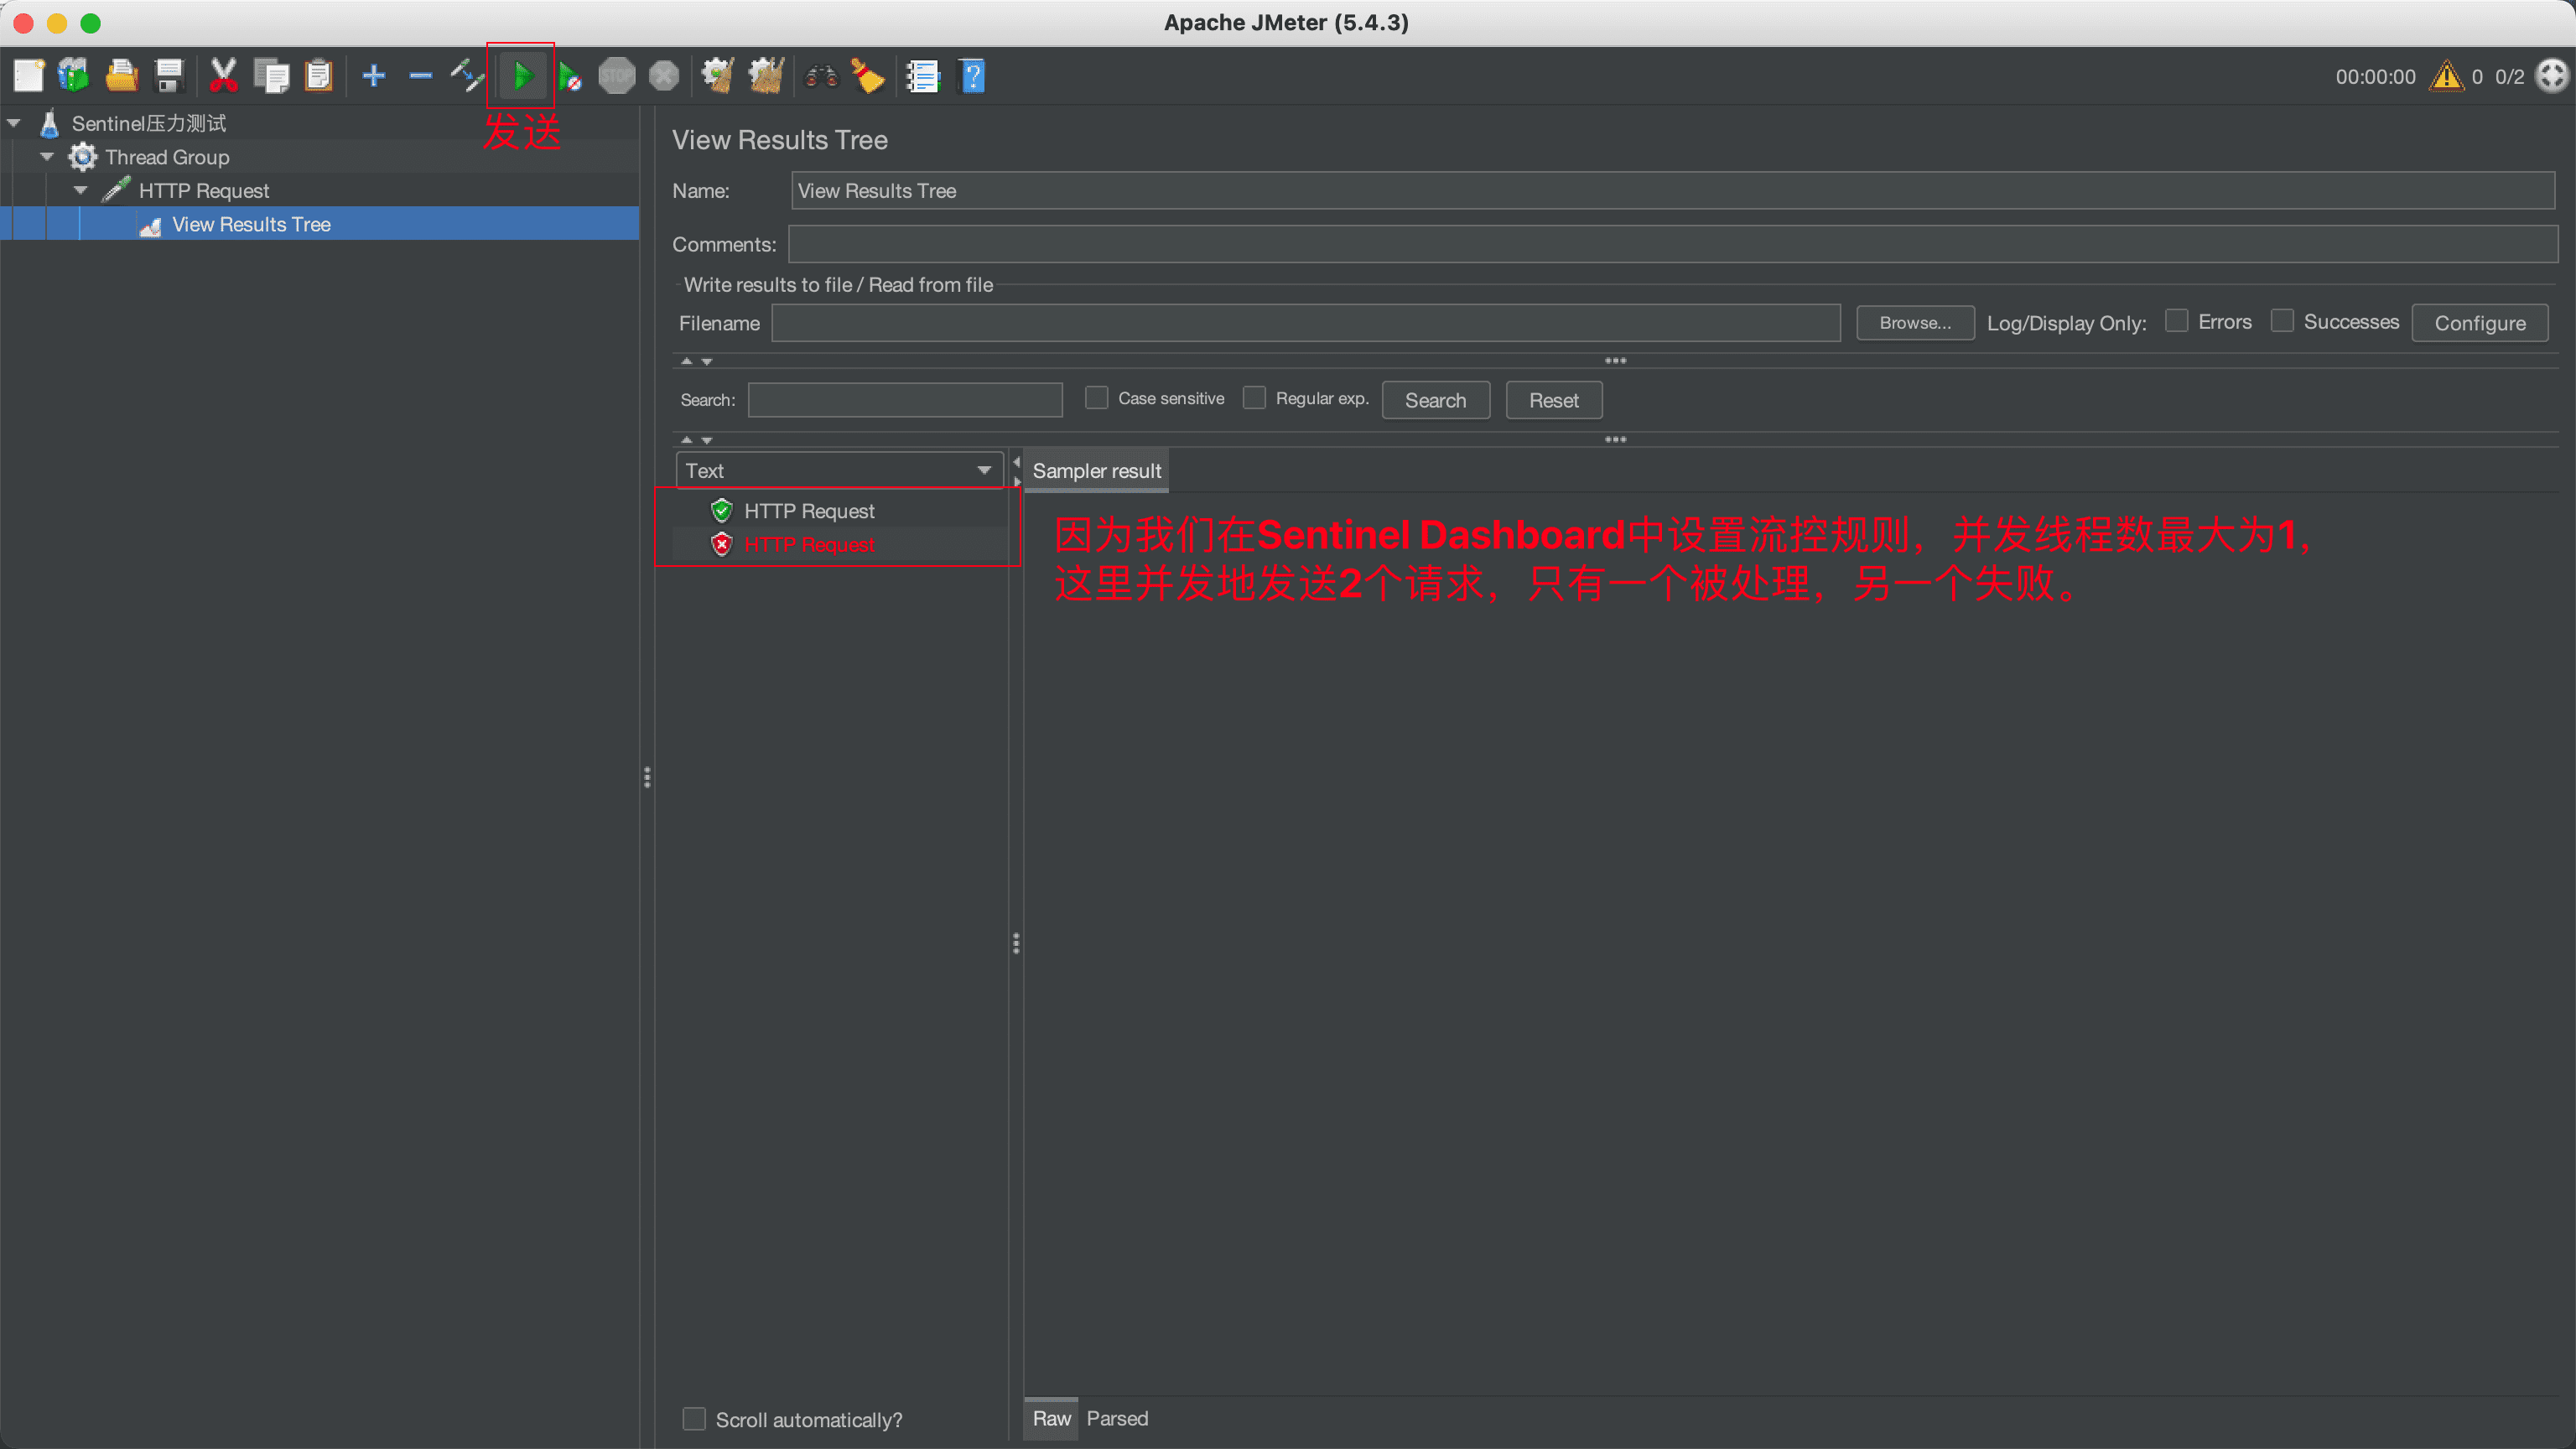 Apache JMeter (5.4.3)
STOP
00:00:00 0 0/2
发送
Sentinel压力测试
Thread Group
HTTP Request
View Results Tree
View Results Tree
Name: View Results Tree
Comments:
Write results to file / Read from file
Filename Browse... Log/Display Only: Errors Successes Configure
Search: Case sensitive Regular exp. Search Reset
Text
Sampler result
HTTP Request
HTTP Request
因为我们在Sentinel Dashboard中设置流控规则，并发线程数最大为1，
这里并发地发送2个请求，只有一个被处理，另一个失败。
Scroll automatically?
Raw Parsed